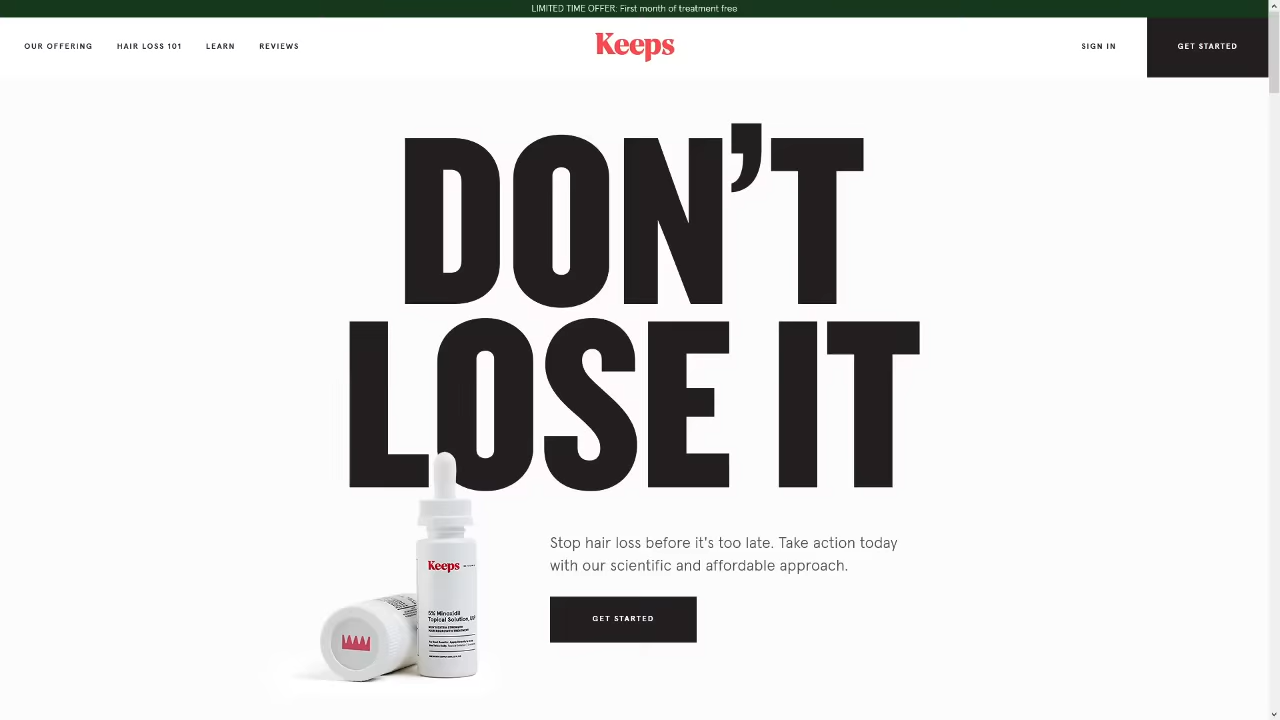 LIMITED TIME OFFER: First month of treatment free
OUR OFFERING
HAIR LOSS 101
LEARN
REVIEWS
Keeps
SIGN IN
GET STARTED
DON'T
LOSE IT
Stop hair loss before it's too late. Take action today
with our scientific and affordable approach.
GET STARTED
Keeps
5% Minoxidil
Topical Solution,